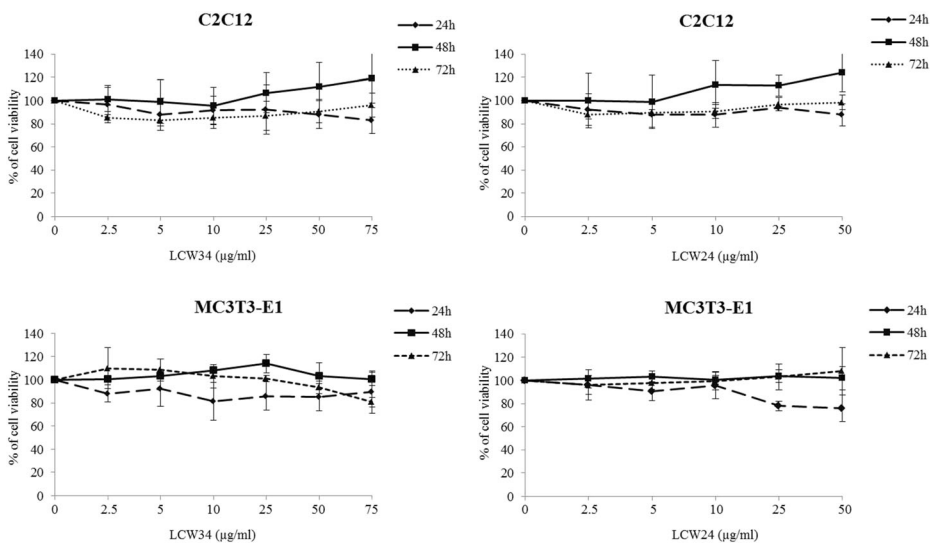 C2C12
24h
48h
72h
% of cell viability
140
120
100
80
60
40
20
0
0 2.5 5 10 25 50 75
LCW34 (µg/ml)
C2C12
24h
48h
72h
% of cell viability
140
120
100
80
60
40
20
0
0 2.5 5 10 25 50
LCW24 (µg/ml)
MC3T3-E1
24h
48h
72h
% of cell viability
140
120
100
80
60
40
20
0
0 2.5 5 10 25 50 75
LCW34 (µg/ml)
MC3T3-E1
24h
48h
72h
% of cell viability
140
120
100
80
60
40
20
0
0 2.5 5 10 25 50
LCW24 (µg/ml)